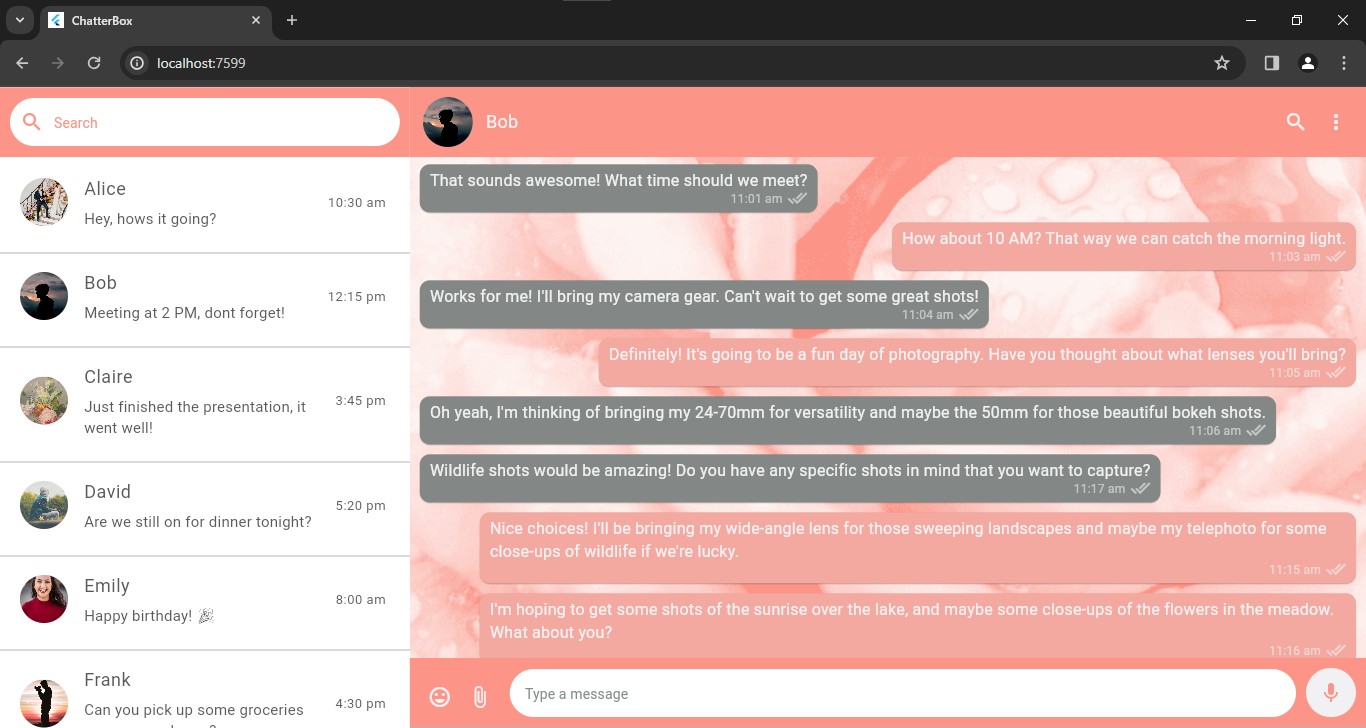 ChatterBox
localhost:7599
Search
Alice
Hey, hows it going?
10:30 am
Bob
Meeting at 2 PM, dont forget!
12:15 pm
Claire
Just finished the presentation, it
went well!
3:45 pm
David
Are we still on for dinner tonight?
5:20 pm
Emily
Happy birthday! 🎉
8:00 am
Frank
Can you pick up some groceries
4:30 pm
Bob
That sounds awesome! What time should we meet?
11:01 am
How about 10 AM? That way we can catch the morning light.
11:03 am
Works for me! I'll bring my camera gear. Can't wait to get some great shots!
11:04 am
Definitely! It's going to be a fun day of photography. Have you thought about what lenses you'll bring?
11:05 am
Oh yeah, I'm thinking of bringing my 24-70mm for versatility and maybe the 50mm for those beautiful bokeh shots.
11:06 am
Wildlife shots would be amazing! Do you have any specific shots in mind that you want to capture?
11:17 am
Nice choices! I'll be bringing my wide-angle lens for those sweeping landscapes and maybe my telephoto for some
close-ups of wildlife if we're lucky.
11:15 am
I'm hoping to get some shots of the sunrise over the lake, and maybe some close-ups of the flowers in the meadow.
What about you?
11:16 am
Type a message